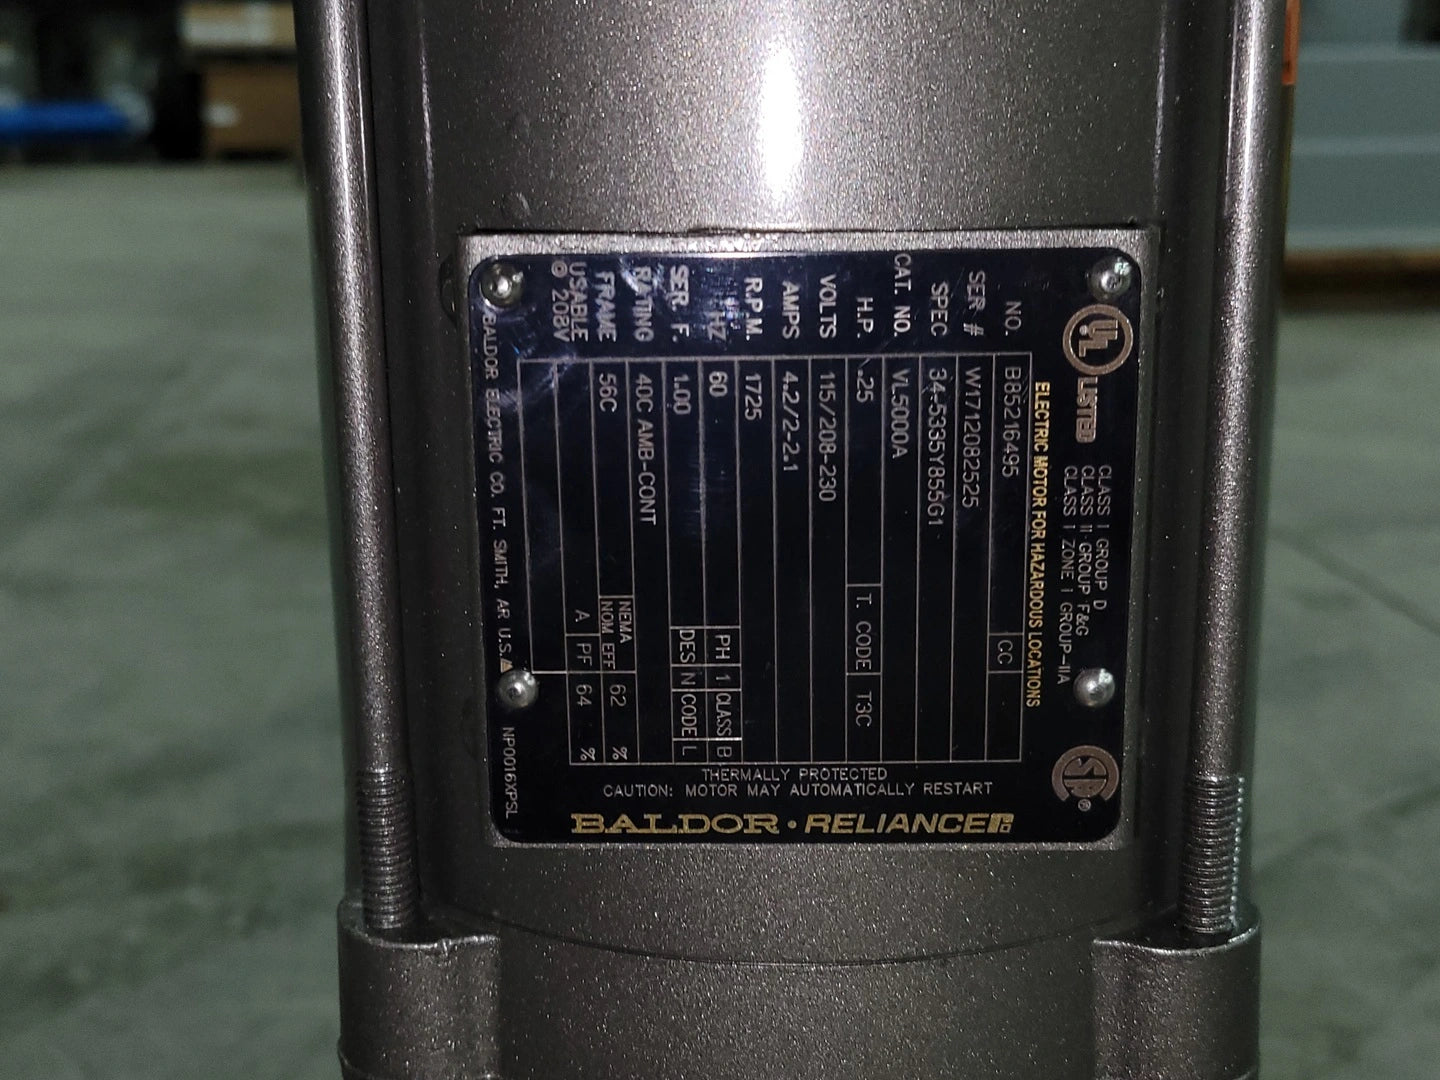 UL LISTED
CLASS I GROUP D
CLASS II GROUP F&G
CLASS I ZONE I GROUP-IIA
SA ®
ELECTRIC MOTOR FOR HAZARDOUS LOCATIONS
NO. B85216495 CC
SER # W1712082525
SPEC 34-5335Y855G1
CAT. NO. VL5000A
H.P. .25 T. CODE T3C
VOLTS 115/208-230
AMPS 4.2/2-2.1
R.P.M. 1725
HZ 60 PH 1 CLASS B
SER. F. 1.00 DES N CODE L
RATING 40C AMB-CONT
FRAME 56C NEMA NOM EFF 62 %
USABLE @ 208V A PF 64 %
BALDOR ELECTRIC CO. FT. SMITH, AR U.S.A NP0016XPSL
THERMALLY PROTECTED
CAUTION: MOTOR MAY AUTOMATICALLY RESTART
BALDOR · RELIANCE